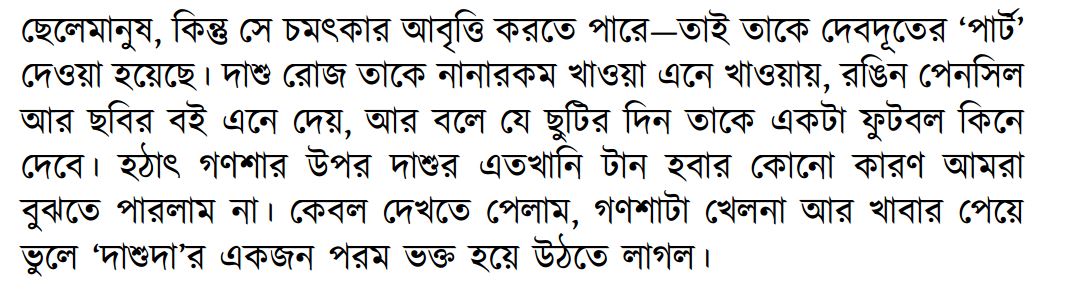 ছেলেমানুষ, কিন্তু সে চমৎকার আবৃত্তি করতে পারে—তাই তাকে দেবদূতের ‘পার্ট’
দেওয়া হয়েছে। দাশু রোজ তাকে নানারকম খাওয়া এনে খাওয়ায়, রঙিন পেনসিল
আর ছবির বই এনে দেয়, আর বলে যে ছুটির দিন তাকে একটা ফুটবল কিনে
দেবে। হঠাৎ গণশার উপর দাশুর এতখানি টান হবার কোনো কারণ আমরা
বুঝতে পারলাম না। কেবল দেখতে পেলাম, গণশাটা খেলনা আর খাবার পেয়ে
ভুলে ‘দাশুদা’র একজন পরম ভক্ত হয়ে উঠতে লাগল।